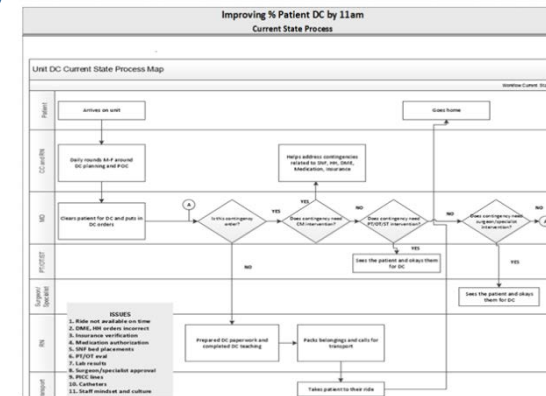 Improving % Patient DC by 11am
Current State Process
Unit DC Current State Process Map
Workflow Current Sta
Patient
Arrives on unit
Goes home
CC and RN
Daily rounds M-F around
DC planning and POC
Helps address contingencies
related to SNF, HH, DME,
Medication, Insurance
MD
Clears patient for DC and puts in
DC orders
A
Is this contingency
order?
YES
YES
Does contingency need
CM intervention?
NO
Does contingency need
PT/OT/ST intervention?
NO
Does contingency need
surgeon/specialist
intervention?
NO
NO
YES
YES
PT/OT/ST
Sees the patient and okays them
for DC
Surgeon/
Specialist
Sees the patient and okays
them for DC
ISSUES
1. Ride not available on time
2. DME, HH orders incorrect
3. Insurance verification
4. Medication authorization
5. SNF bed placements
6. PT/OT eval
7. Lab results
8. Surgeon/specialist approval
9. PICC lines
10. Catheters
11. Staff mindset and culture
RN
Prepared DC paperwork and
completed DC teaching
Packs belongings and calls for
transport
nsport
Takes patient to their ride